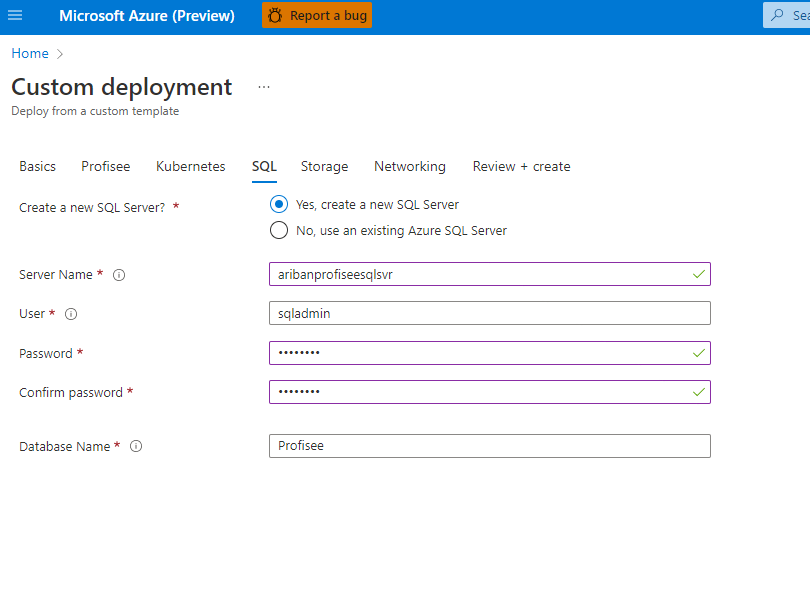 Microsoft Azure (Preview) Report a bug Sea
Home
Custom deployment ...
Deploy from a custom template
Basics Profisee Kubernetes SQL Storage Networking Review + create
Create a new SQL Server? * Yes, create a new SQL Server
No, use an existing Azure SQL Server
Server Name * aribanprofiseesqlsvr
User * sqladmin
Password * ••••••••
Confirm password * ••••••••
Database Name * Profisee